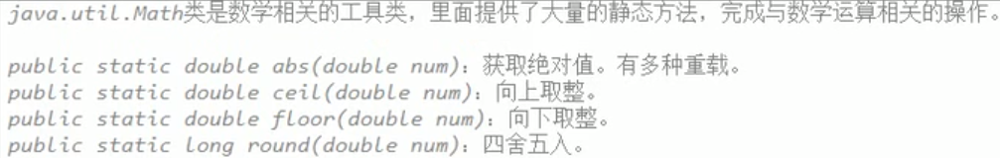 java.util.Math类是数学相关的工具类，里面提供了大量的静态方法，完成与数学运算相关的操作。
public static double abs(double num)：获取绝对值。有多种重载。
public static double ceil(double num)：向上取整。
public static double floor(double num)：向下取整。
public static long round(double num)：四舍五入。